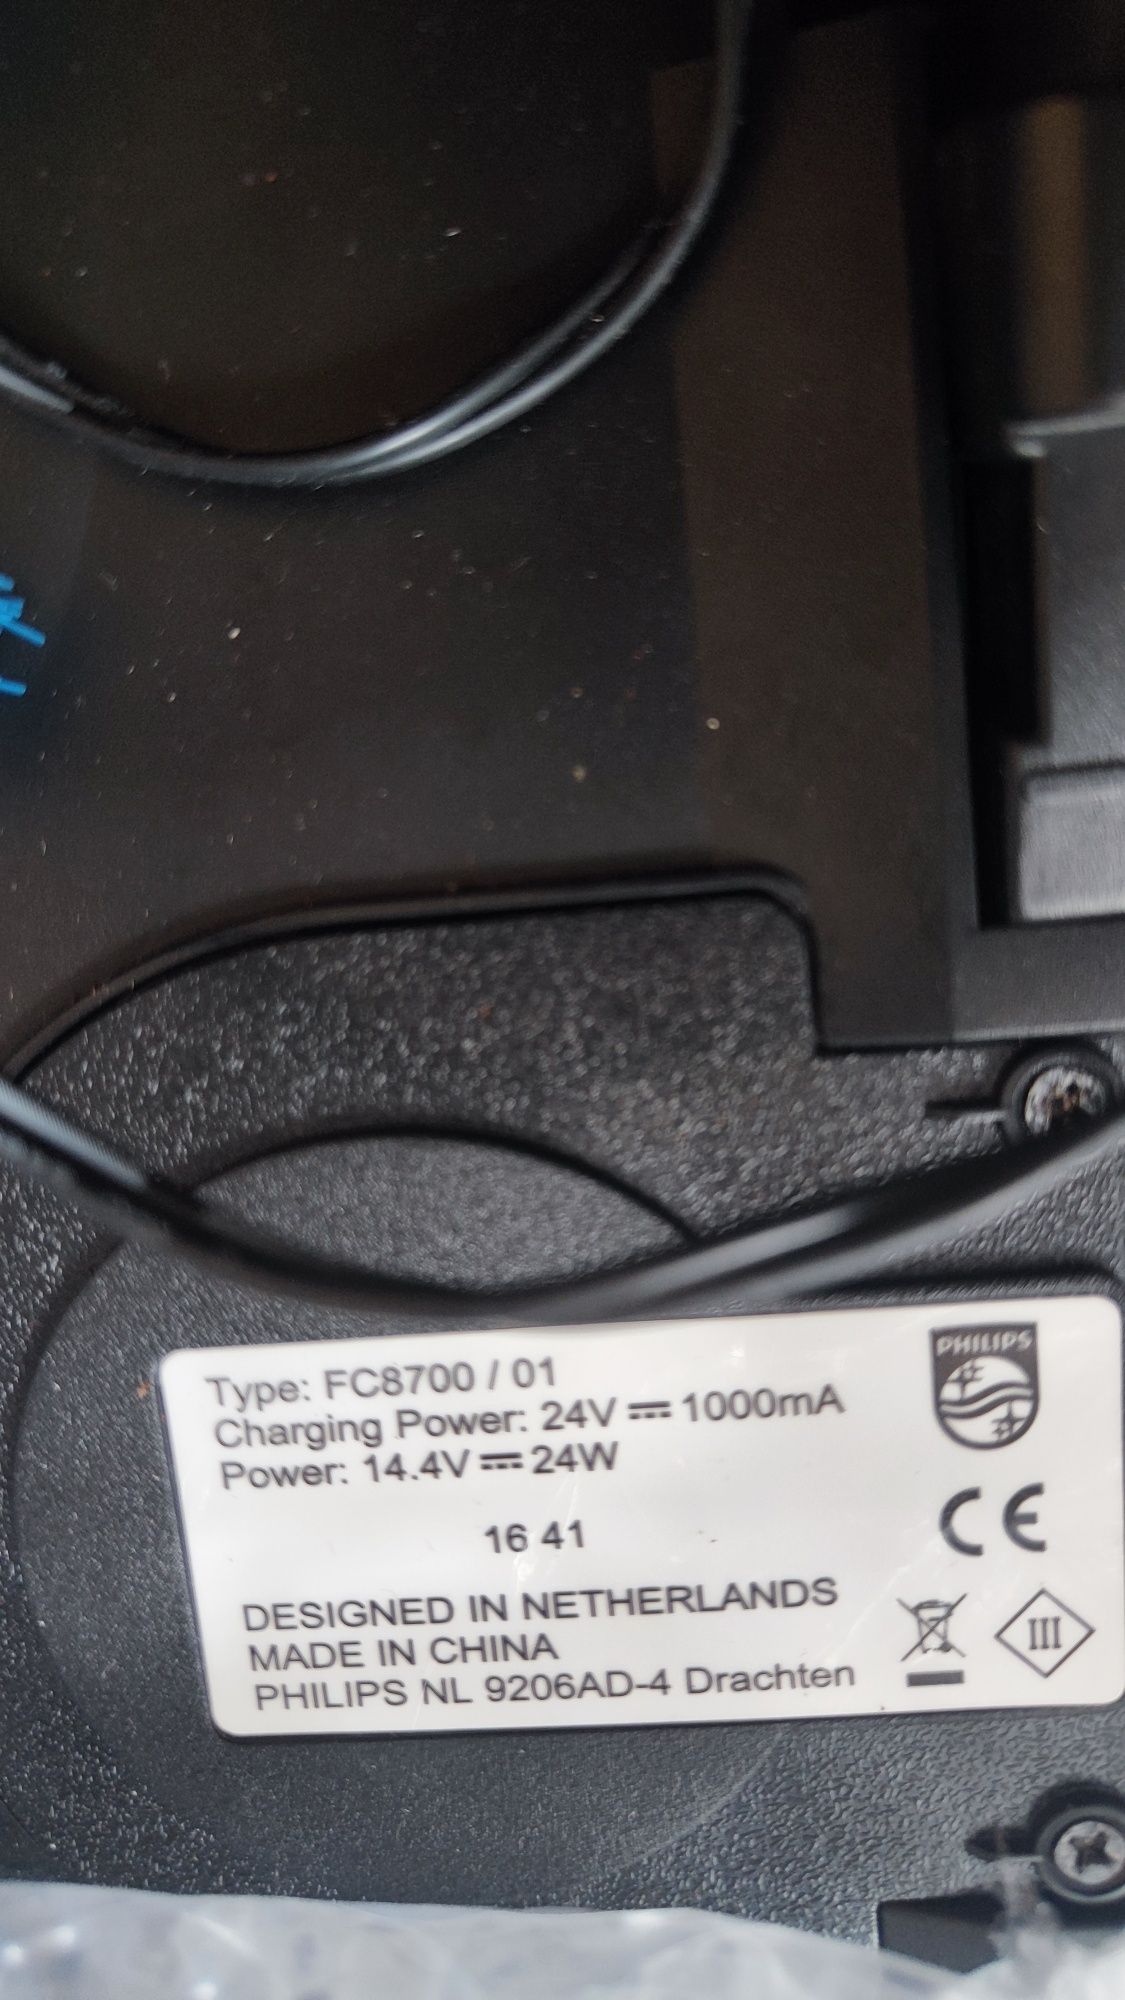 Type: FC8700 / 01
Charging Power: 24V ⎓ 1000mA
Power: 14.4V ⎓ 24W
16 41
DESIGNED IN NETHERLANDS
MADE IN CHINA
PHILIPS NL 9206AD-4 Drachten
PHILIPS
CE
III